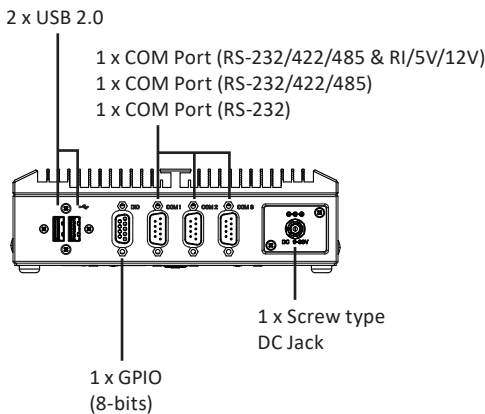 2 x USB 2.0
1 x COM Port (RS-232/422/485 & RI/5V/12V)
1 x COM Port (RS-232/422/485)
1 x COM Port (RS-232)
DIO
COM 1
COM 2
COM 3
1 x Screw type
DC Jack
1 x GPIO
(8-bits)